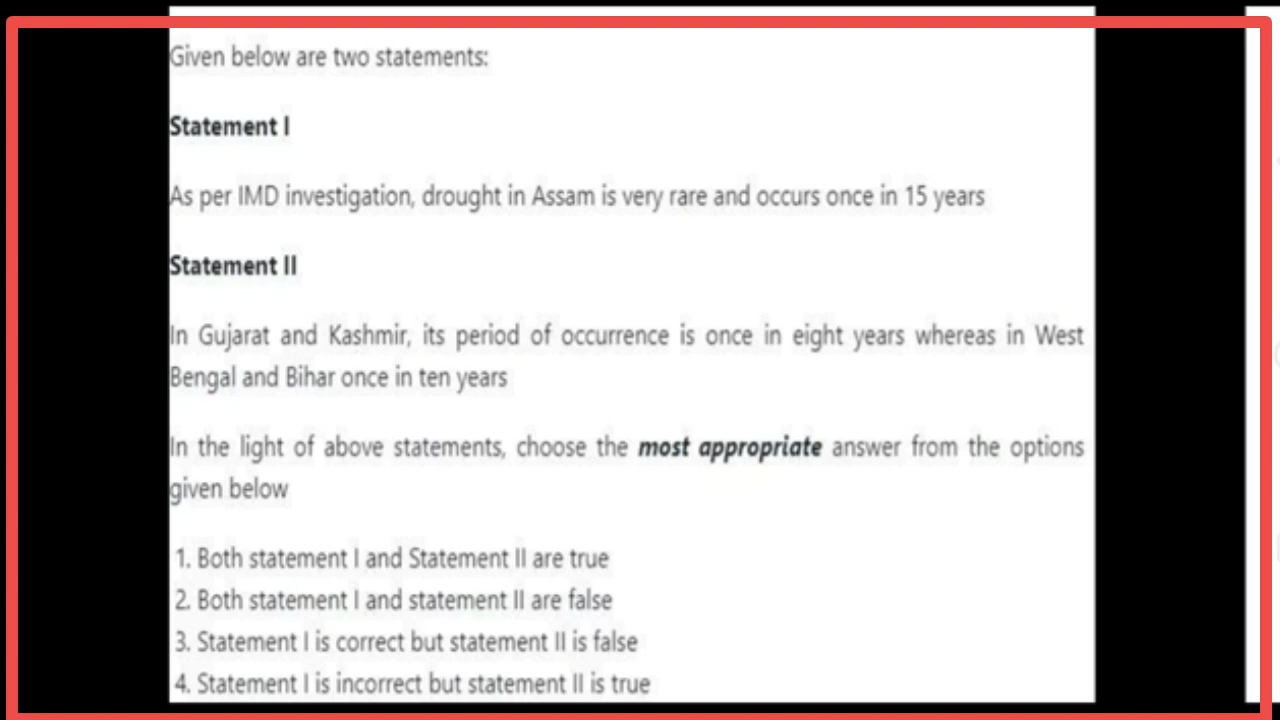 Given below are two statements:
Statement I
As per IMD investigation, drought in Assam is very rare and occurs once in 15 years
Statement II
In Gujarat and Kashmir, its period of occurrence is once in eight years whereas in West
Bengal and Bihar once in ten years
In the light of above statements, choose the most appropriate answer from the options
given below
1. Both statement I and Statement II are true
2. Both statement I and statement II are false
3. Statement I is correct but statement II is false
4. Statement I is incorrect but statement II is true